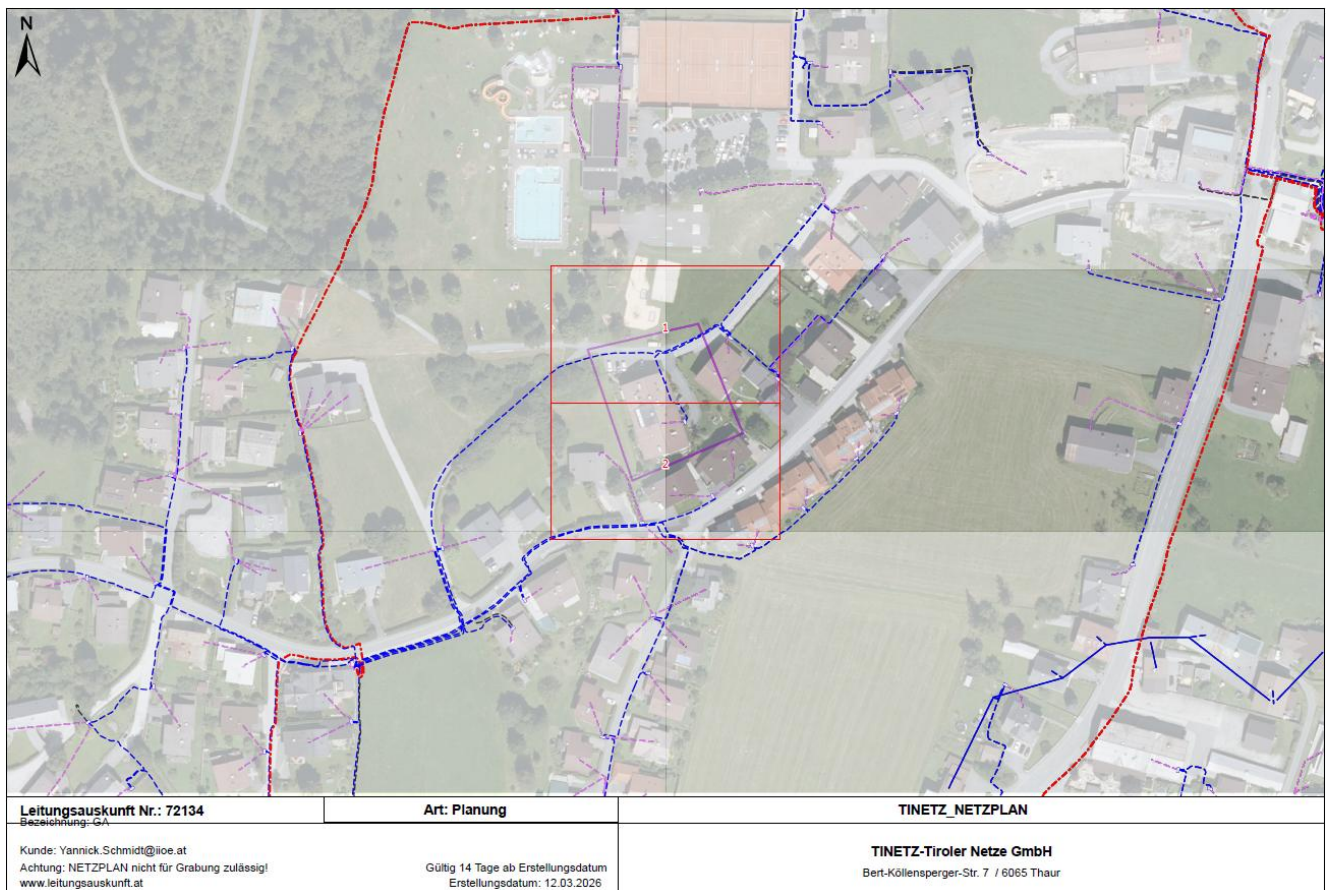 N
1
2
Leitungsauskunft Nr.: 72134
Art: Planung
TINETZ_NETZPLAN
Bezeichnung: GA
Kunde: Yannick.Schmidt@iioe.at
Achtung: NETZPLAN nicht für Grabung zulässig!
www.leitungsauskunft.at
Gültig 14 Tage ab Erstellungsdatum
Erstellungsdatum: 12.03.2026
TINETZ-Tiroler Netze GmbH
Bert-Köllensperger-Str. 7 / 6065 Thaur